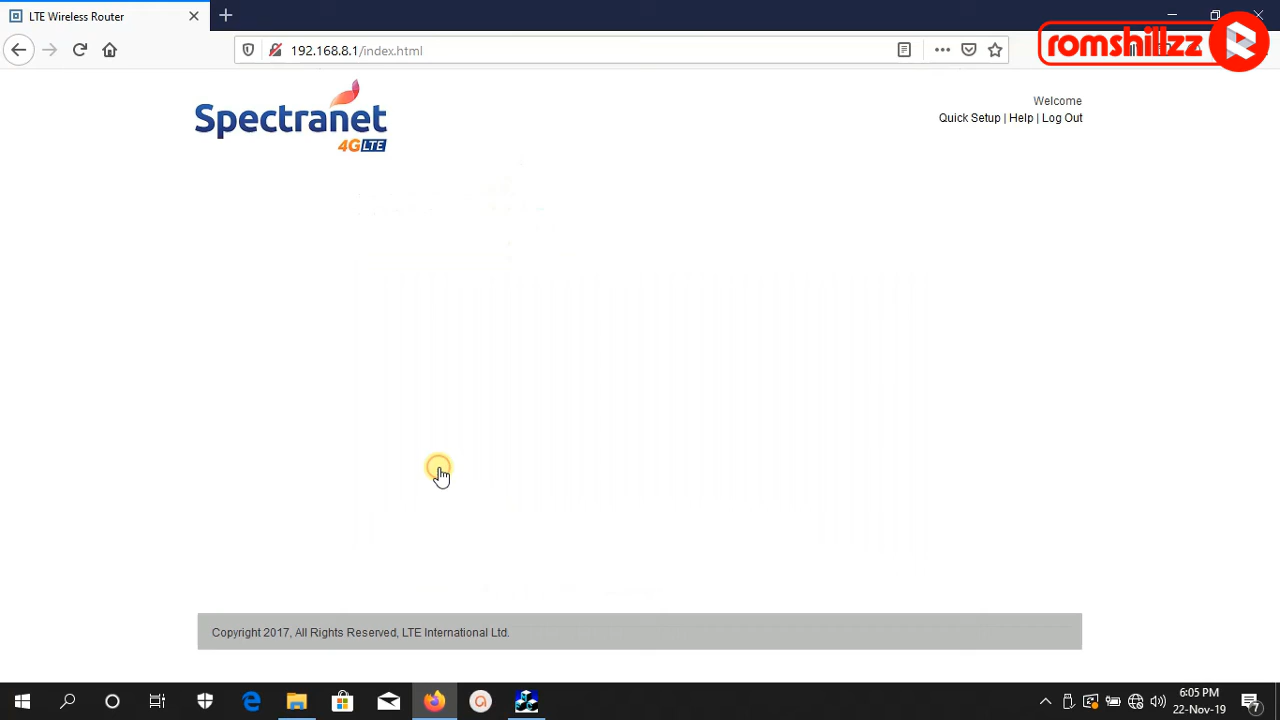 LTE Wireless Router
192.168.8.1/index.html
romshillzz
Spectranet
4G LTE
Welcome
Quick Setup | Help | Log Out
Copyright 2017, All Rights Reserved, LTE International Ltd.
6:05 PM
22-Nov-19
7